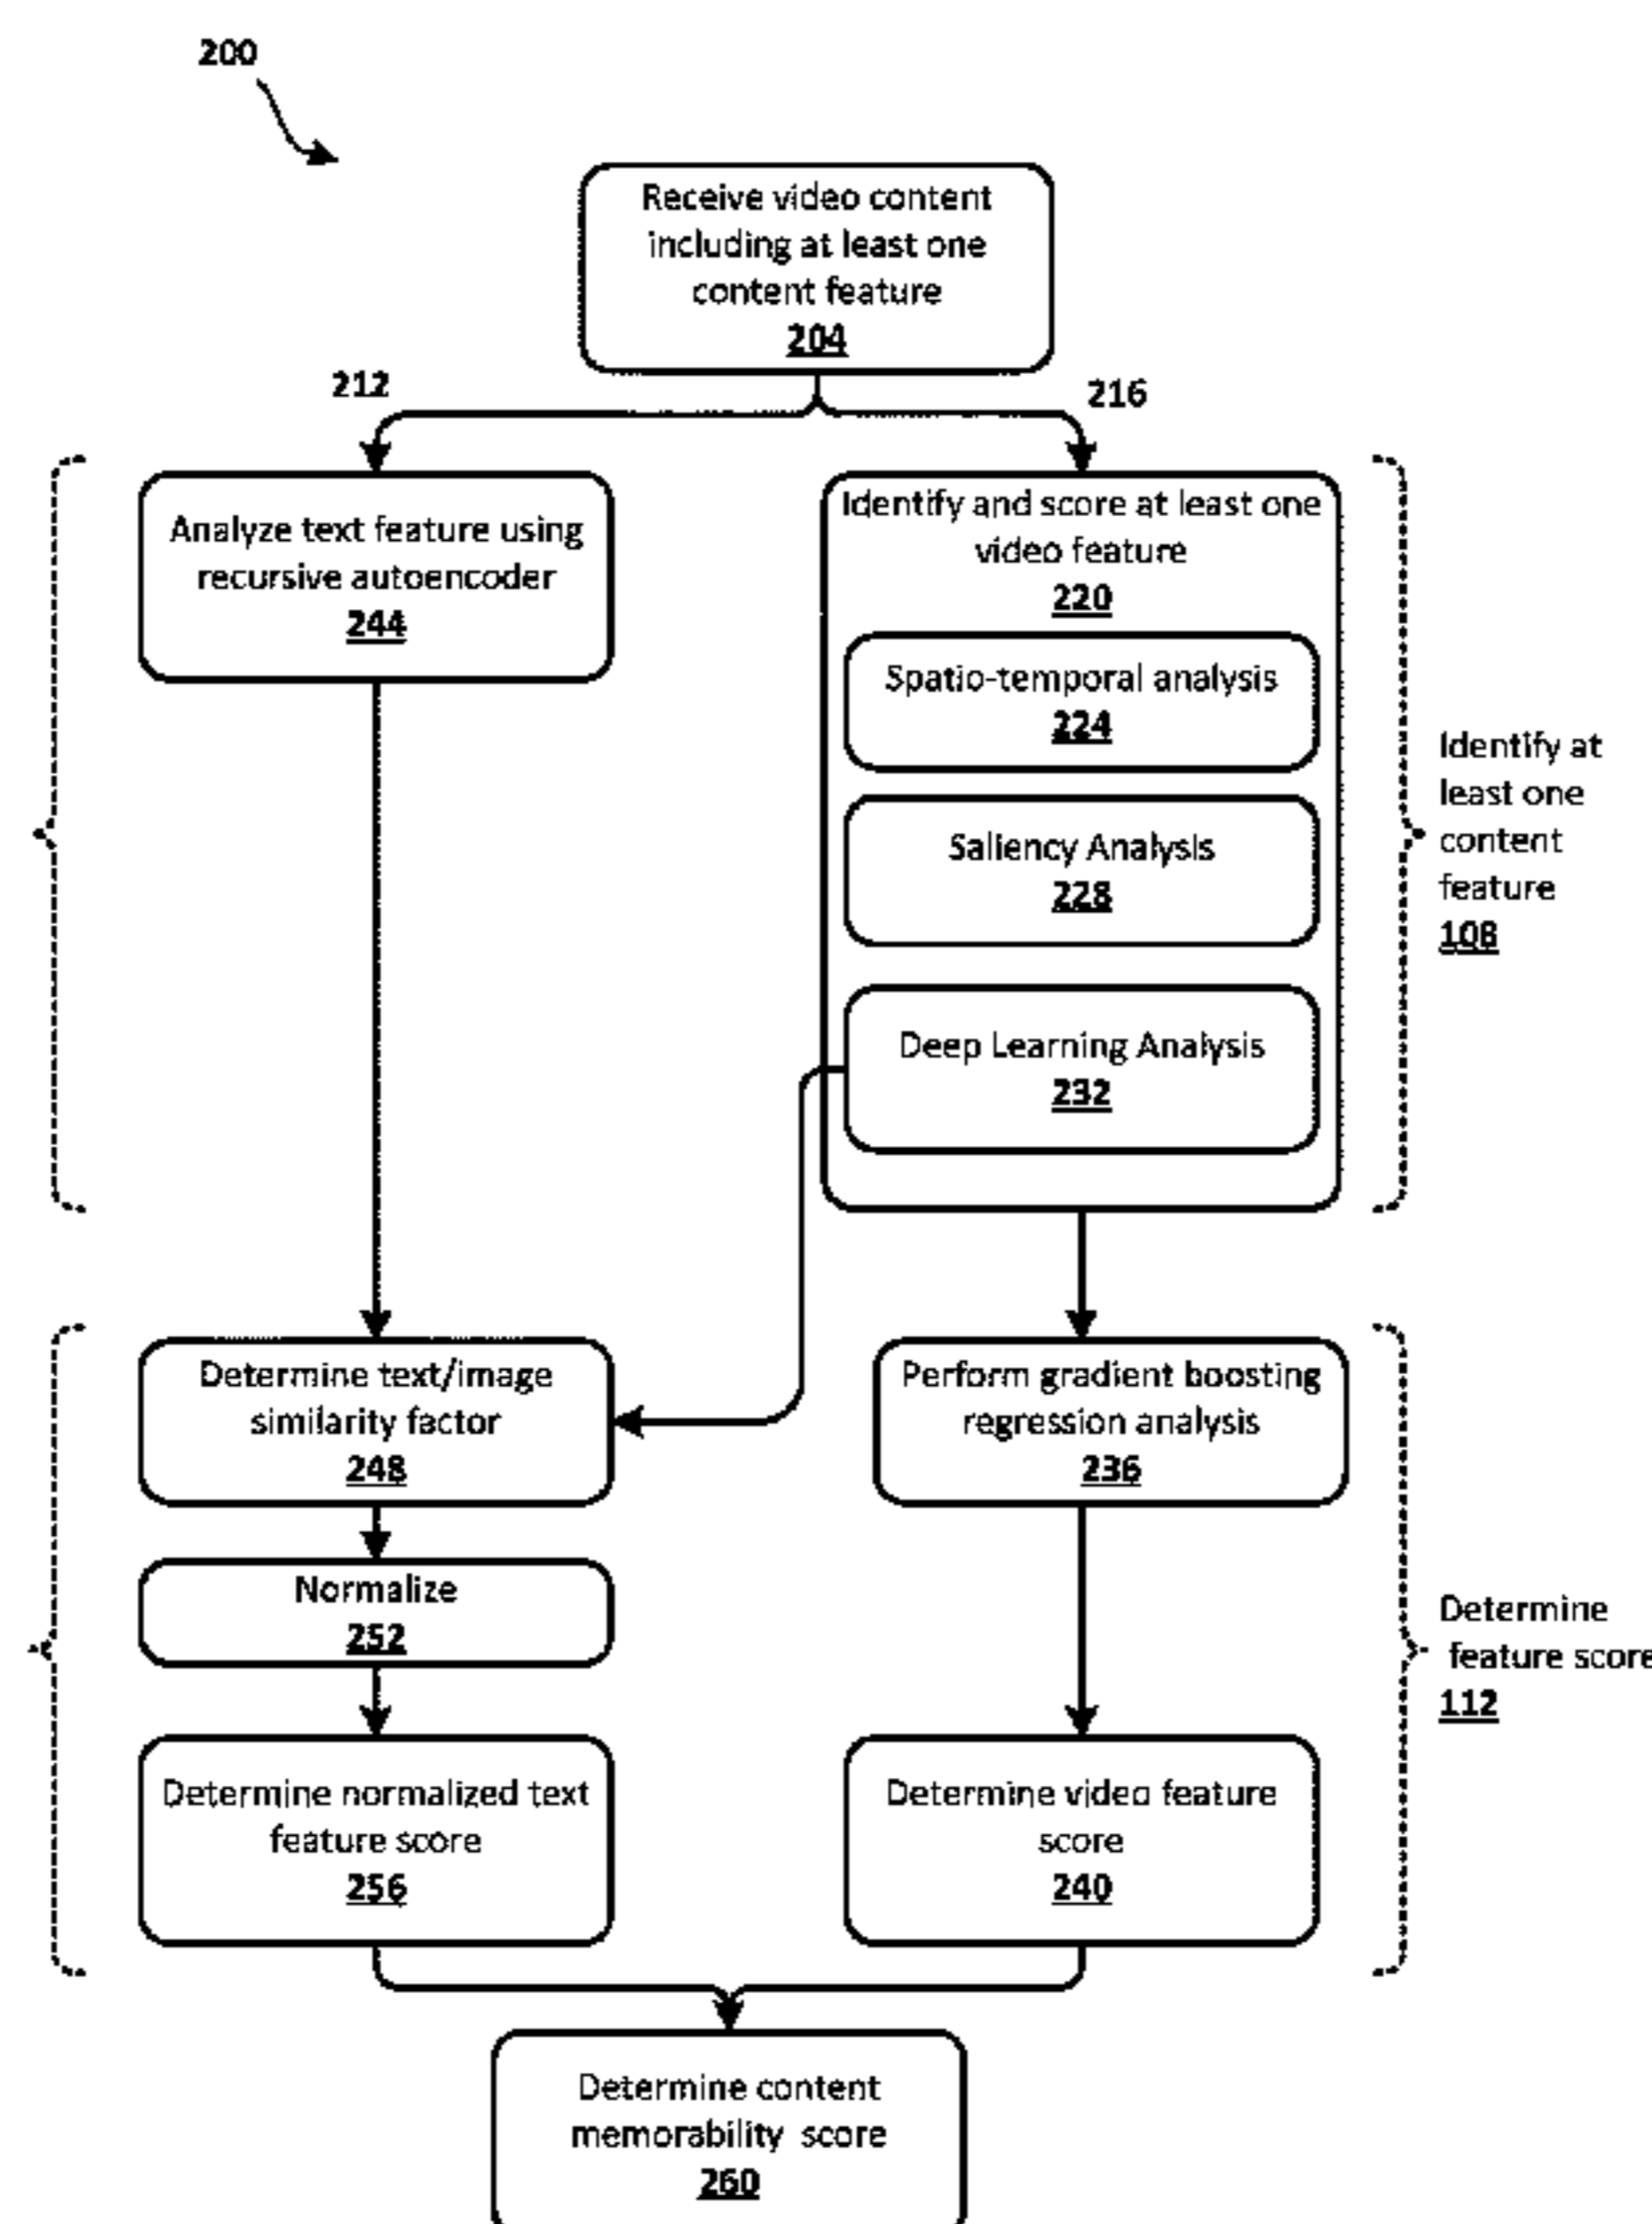 200
Receive video content
including at least one
content feature
204
212
216
Analyze text feature using
recursive autoencoder
244
Identify and score at least one
video feature
220
Spatio-temporal analysis
224
Saliency Analysis
228
Deep Learning Analysis
232
Identify at
least one
content
feature
108
Determine text/image
similarity factor
248
Perform gradient boosting
regression analysis
236
Normalize
252
Determine
feature score
112
Determine normalized text
feature score
256
Determine video feature
score
240
Determine content
memorability score
260